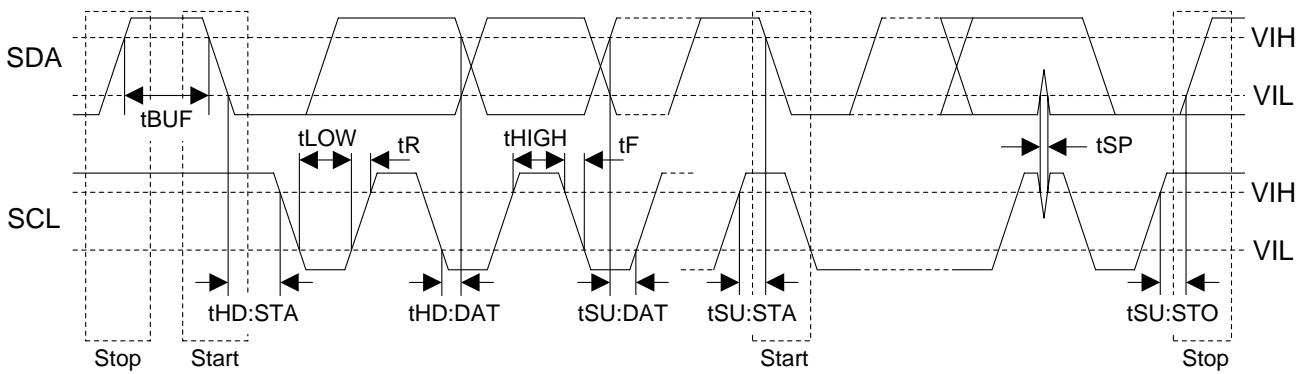 VIH
SDA
VIL
tBUF
tLOW
tR
tHIGH
tF
tSP
VIH
SCL
VIL
tHD:STA
tHD:DAT
tSU:DAT
tSU:STA
tSU:STO
Stop
Start
Start
Stop